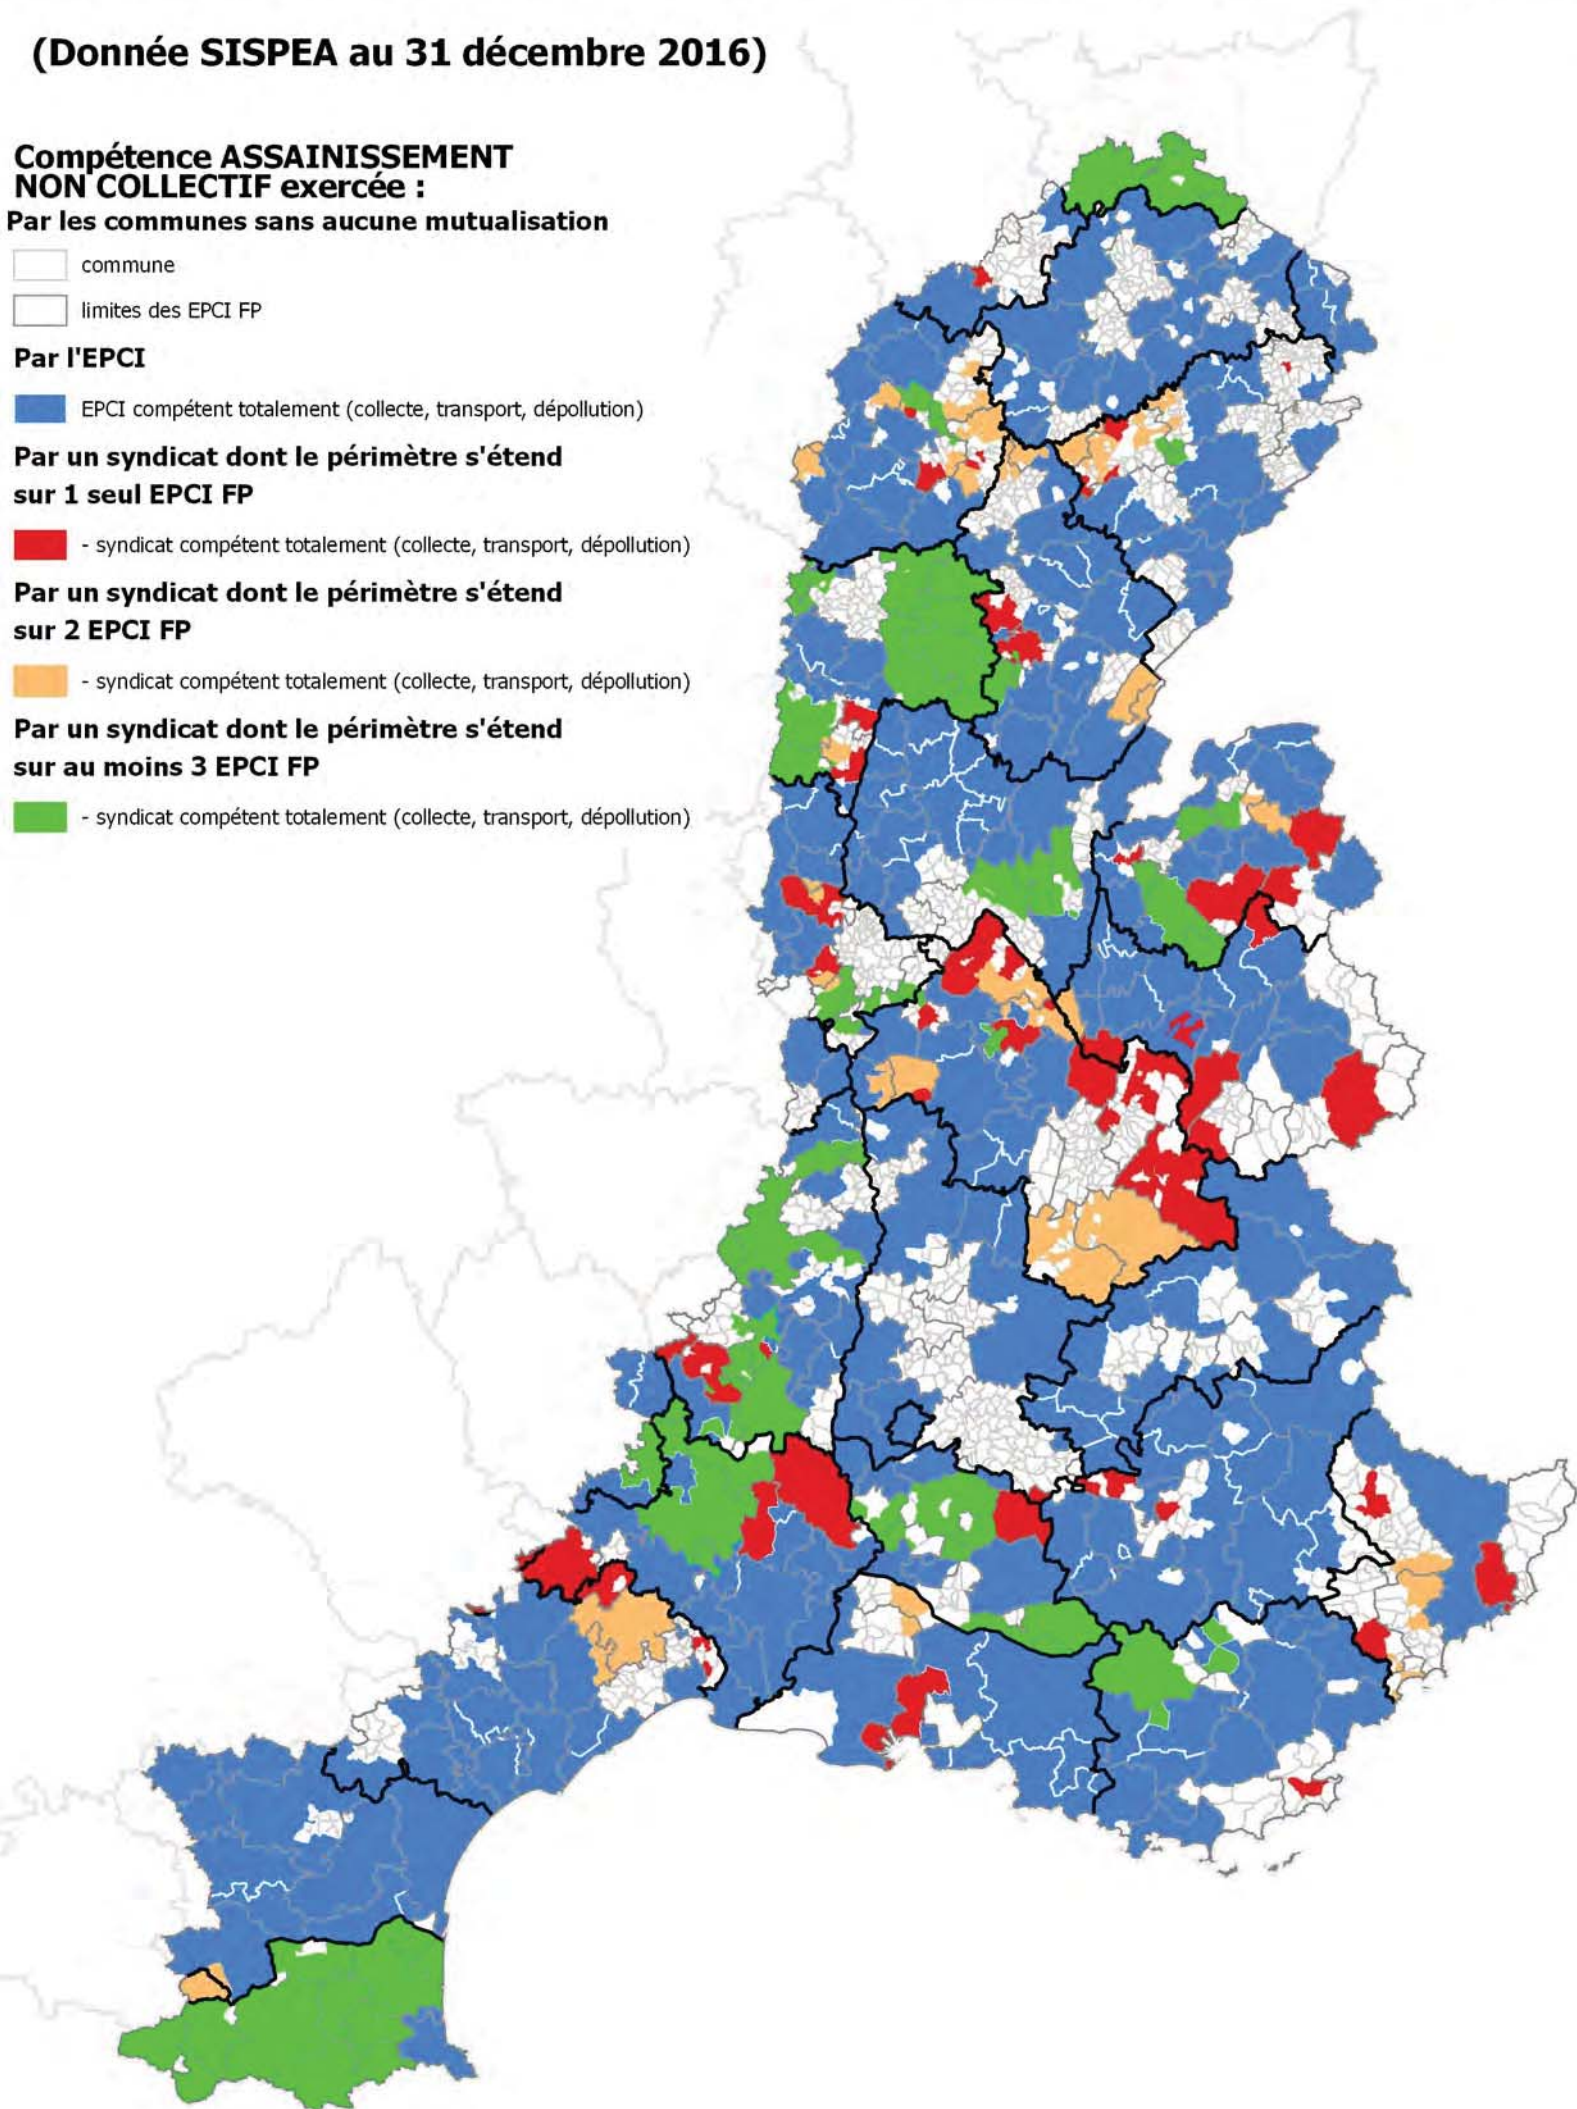 (Donnée SISPEA au 31 décembre 2016)
Compétence ASSAINISSEMENT
NON COLLECTIF exercée :
Par les communes sans aucune mutualisation
commune
limites des EPCI FP
Par l'EPCI
EPCI compétent totalement (collecte, transport, dépollution)
Par un syndicat dont le périmètre s'étend
sur 1 seul EPCI FP
- syndicat compétent totalement (collecte, transport, dépollution)
Par un syndicat dont le périmètre s'étend
sur 2 EPCI FP
- syndicat compétent totalement (collecte, transport, dépollution)
Par un syndicat dont le périmètre s'étend
sur au moins 3 EPCI FP
- syndicat compétent totalement (collecte, transport, dépollution)